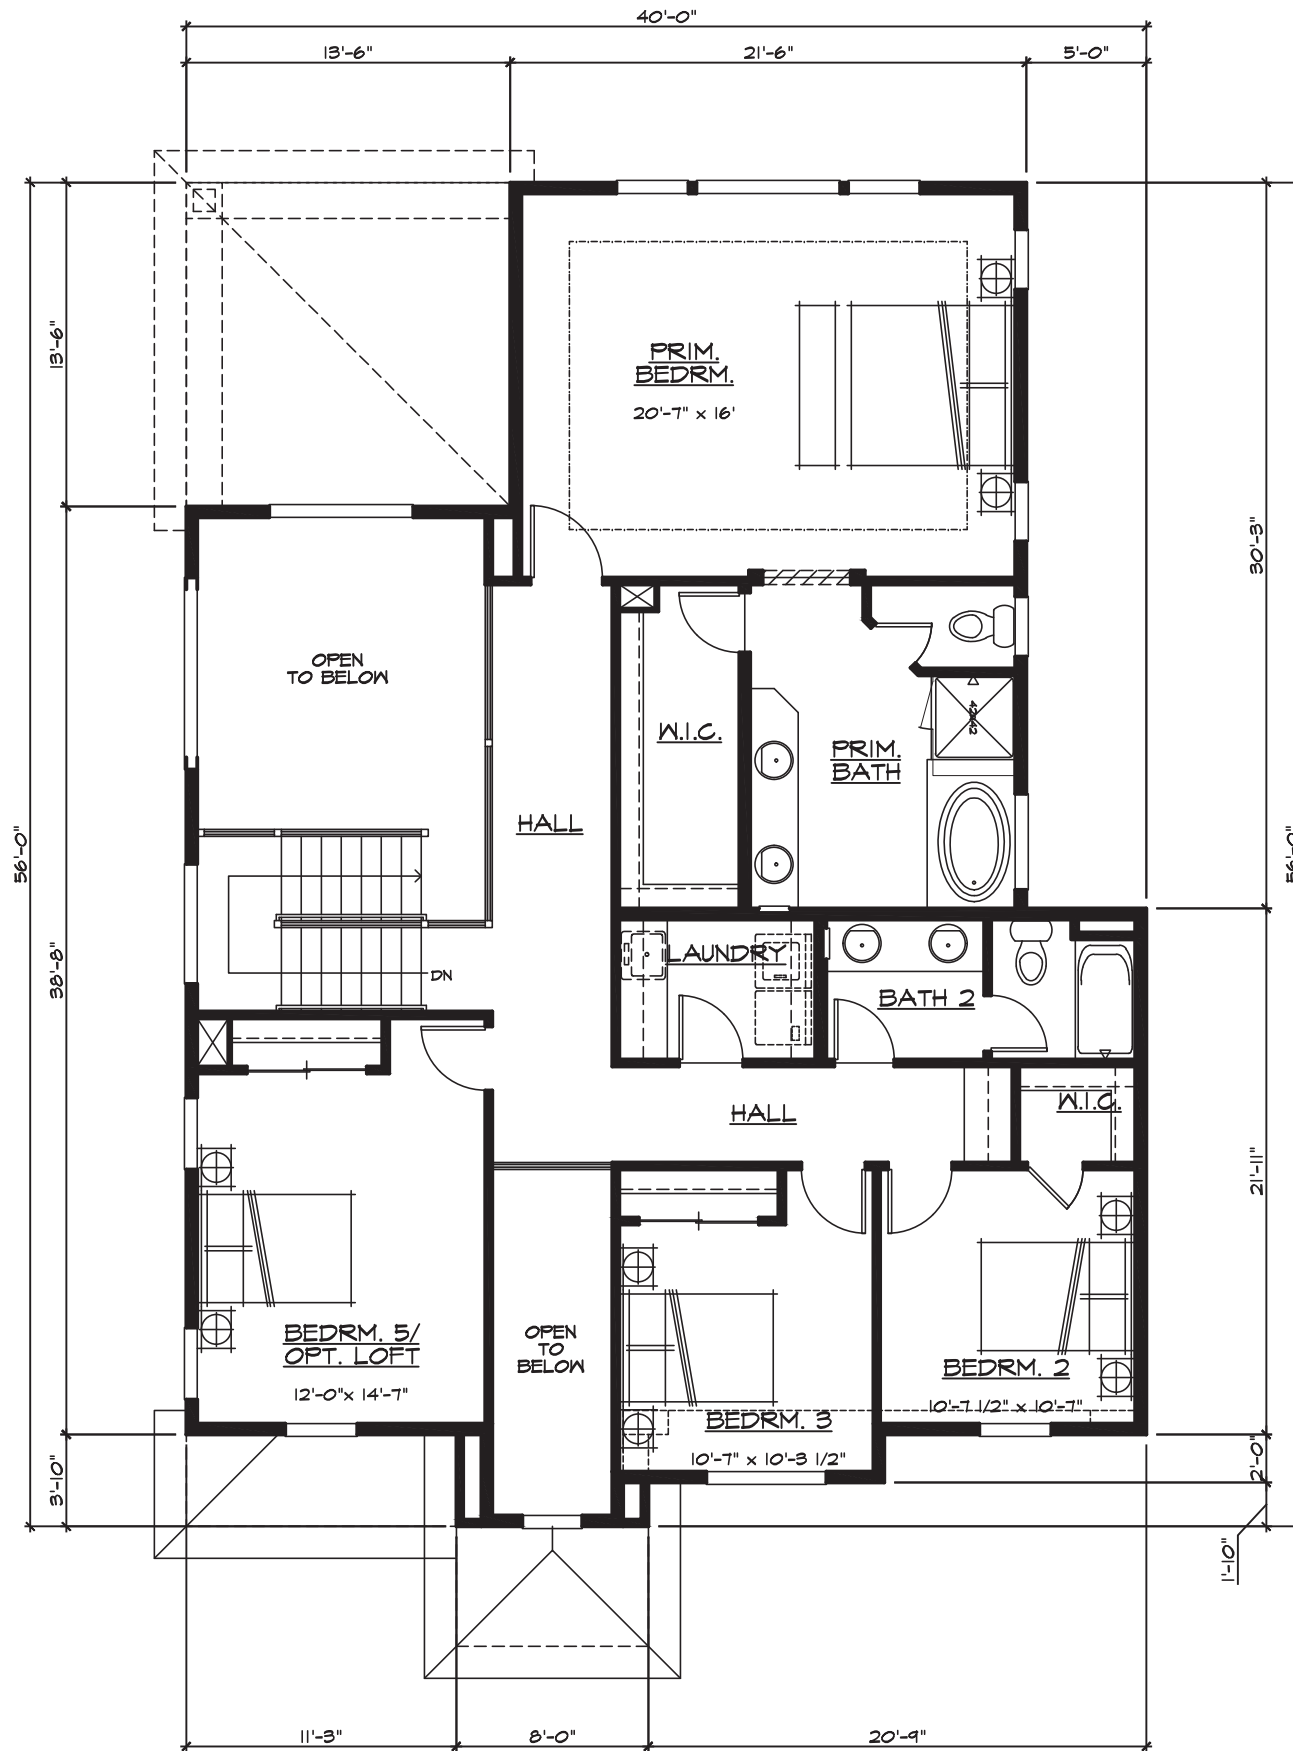 40'-0"
13'-6"
21'-6"
5'-0"
PRIM.
BEDRM.
20'-7" x 16'
13'-6"
30'-3"
OPEN
TO BELOW
W.I.C.
42x42
PRIM.
BATH
HALL
56'-0"
56'-0"
38'-8"
LAUNDRY
DN
BATH 2
HALL
W.I.C.
21'-11"
BEDRM. 5/
OPT. LOFT
12'-0"x 14'-7"
OPEN
TO
BELOW
BEDRM. 2
10'-7 1/2" x 10'-7"
BEDRM. 3
10'-7" x 10'-3 1/2"
3'-10"
2'-0"
1'-10"
11'-3"
8'-0"
20'-9"